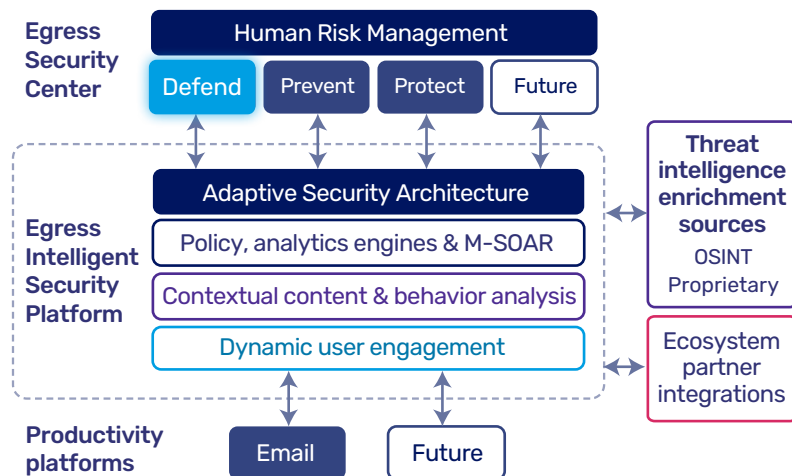 Egress
Security
Center
Human Risk Management
Defend
Prevent
Protect
Future
Egress
Intelligent
Security
Platform
Adaptive Security Architecture
Policy, analytics engines & M-SOAR
Contextual content & behavior analysis
Dynamic user engagement
Threat
intelligence
enrichment
sources
OSINT
Proprietary
Ecosystem
partner
integrations
Productivity
platforms
Email
Future